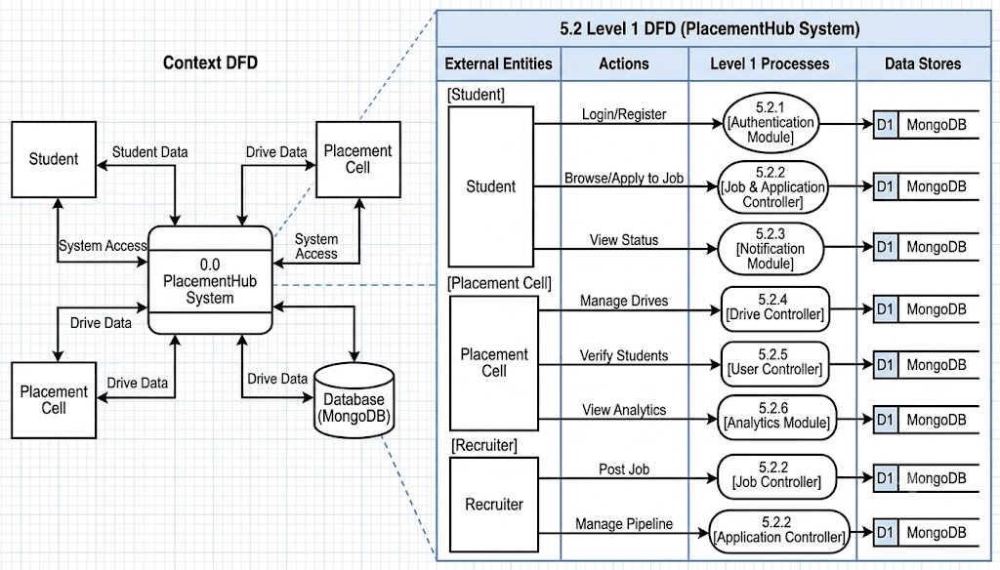 Context DFD
Student
Student Data
Drive Data
Placement
Cell
System Access
System
Access
0.0
PlacementHub
System
Drive Data
Placement
Cell
Drive Data
Drive Data
Database
(MongoDB)
5.2 Level 1 DFD (PlacementHub System)
External Entities
Actions
Level 1 Processes
Data Stores
[Student]
Student
Login/Register
5.2.1
[Authentication
Module]
D1 MongoDB
Browse/Apply to Job
5.2.2
[Job & Application
Controller]
D1 MongoDB
View Status
5.2.3
[Notification
Module]
D1 MongoDB
[Placement Cell]
Placement
Cell
Manage Drives
5.2.4
[Drive Controller]
D1 MongoDB
Verify Students
5.2.5
[User Controller]
D1 MongoDB
View Analytics
5.2.6
[Analytics Module]
D1 MongoDB
[Recruiter]
Recruiter
Post Job
5.2.2
[Job Controller]
D1 MongoDB
Manage Pipeline
5.2.2
[Application Controller]
D1 MongoDB